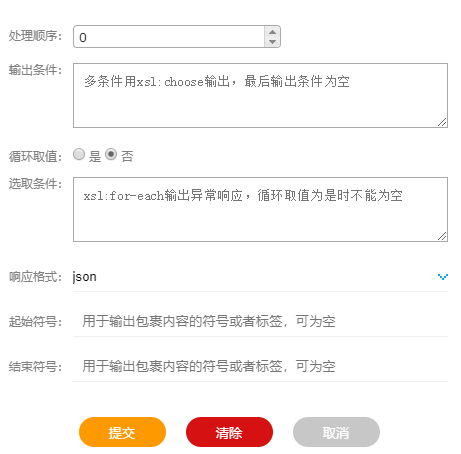 处理顺序： 0
输出条件： 多条件用xsl:choose输出，最后输出条件为空
循环取值： 是 否
选取条件： xsl:for-each输出异常响应，循环取值为是时不能为空
响应格式： json
起始符号： 用于输出包裹内容的符号或者标签，可为空
结束符号： 用于输出包裹内容的符号或者标签，可为空
提交 清除 取消